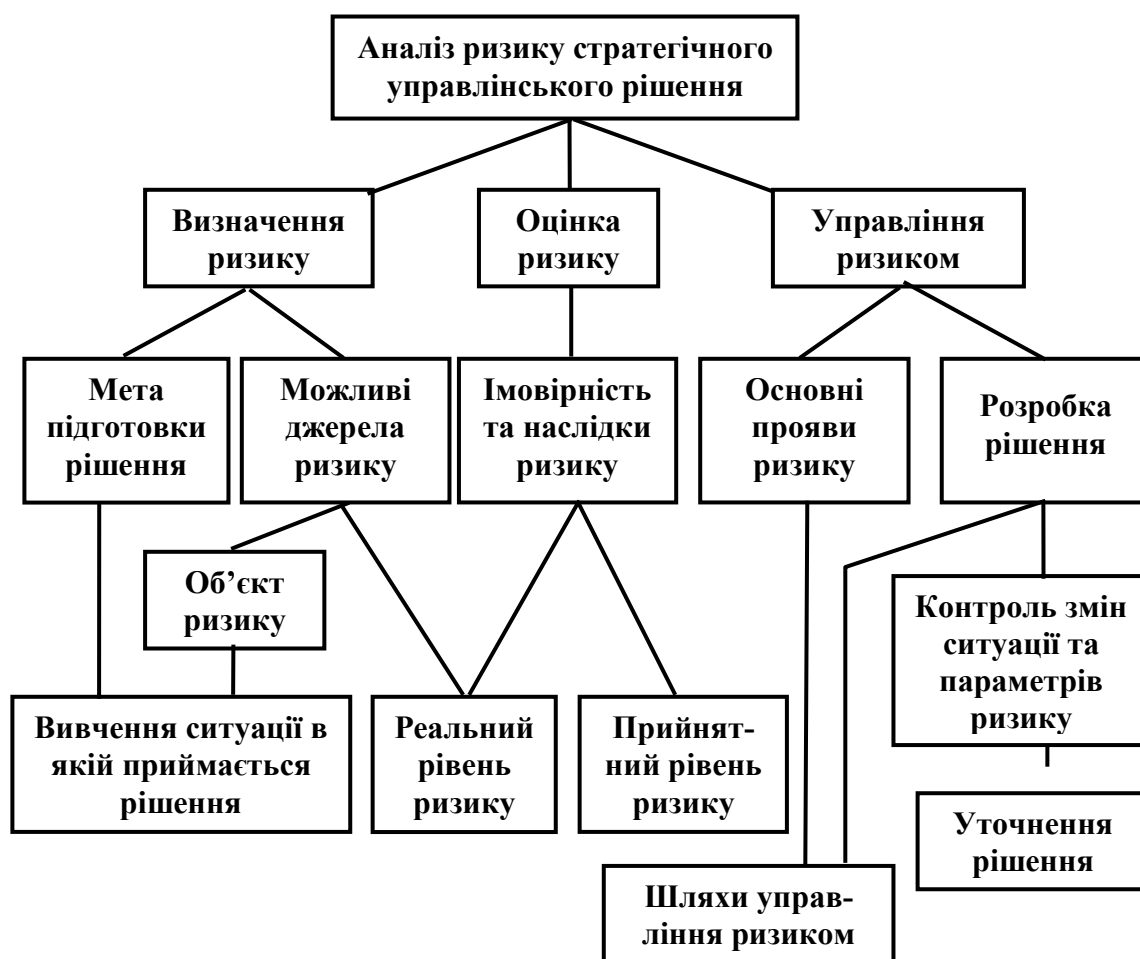 Аналіз ризику стратегічного
управлінського рішення
Визначення
ризику
Оцінка
ризику
Управління
ризиком
Мета
підготовки
рішення
Можливі
джерела
ризику
Імовірність
та наслідки
ризику
Основні
прояви
ризику
Розробка
рішення
Об’єкт
ризику
Контроль змін
ситуації та
параметрів
ризику
Вивчення ситуації в
якій приймається
рішення
Реальний
рівень
ризику
Прийнят-
ний рівень
ризику
Уточнення
рішення
Шляхи управ-
ління ризиком